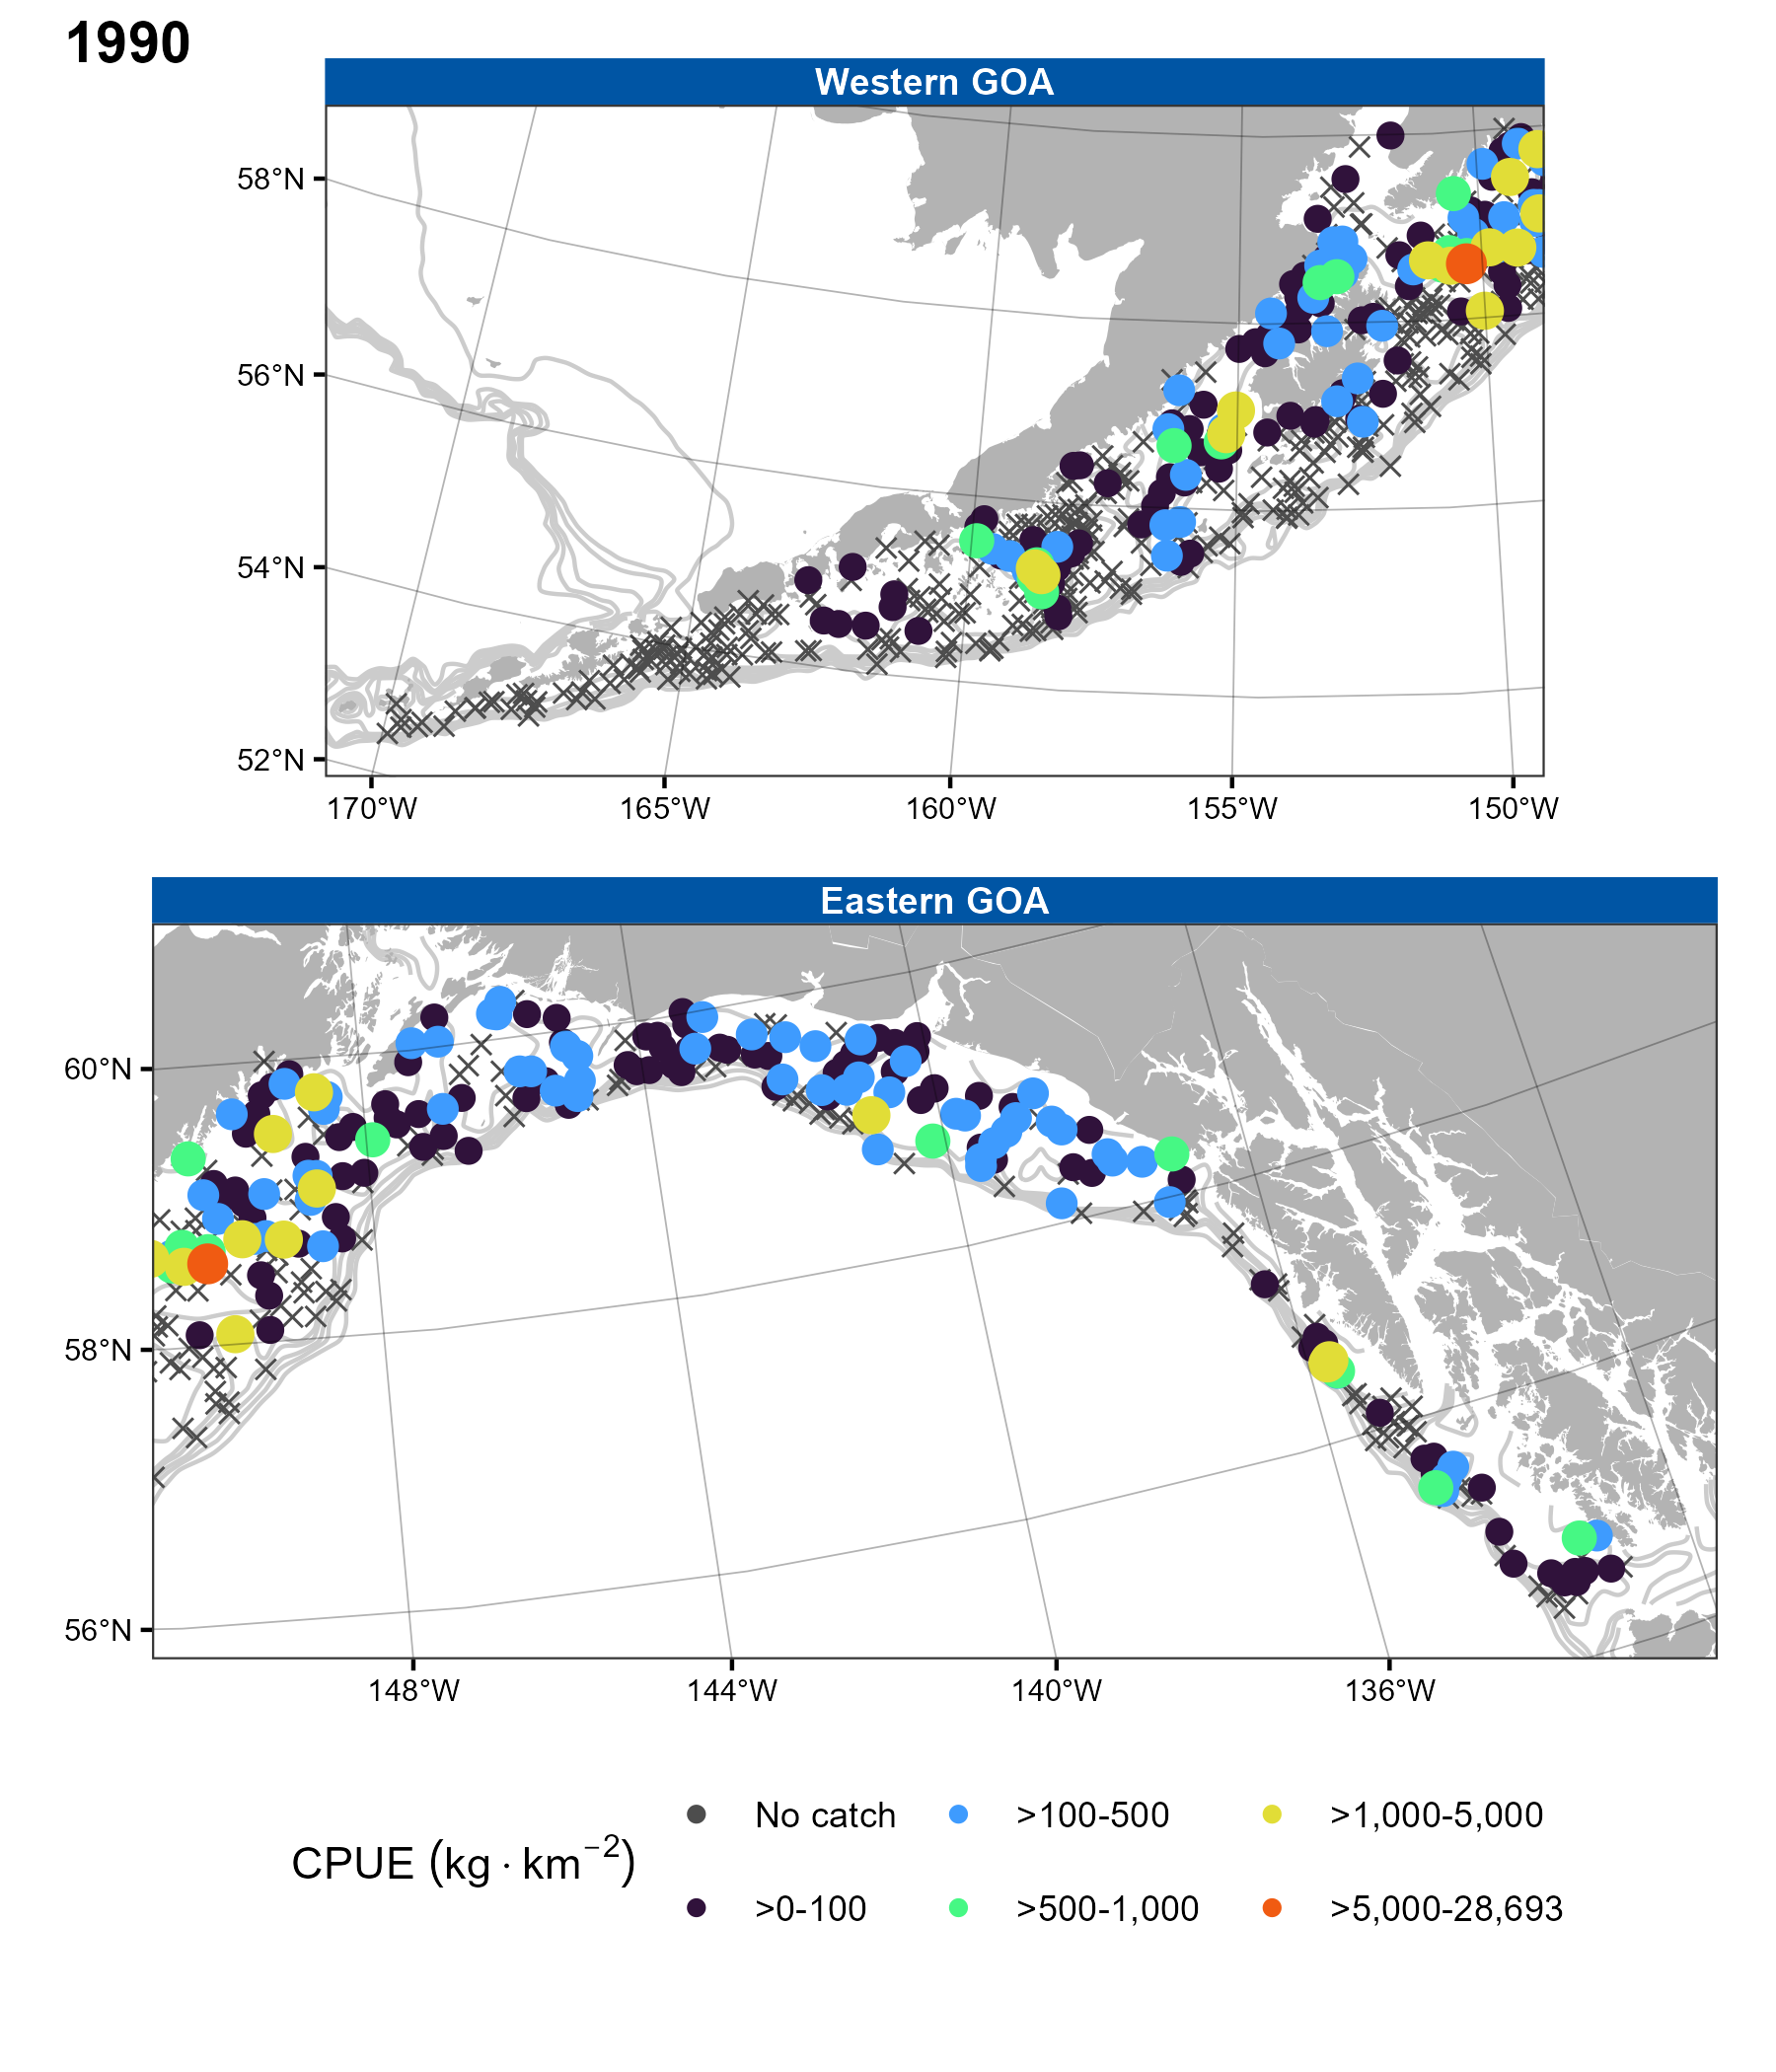 1990
Western GOA
58°N
56°N
54°N
52°N
170°W 165°W 160°W 155°W 150°W
Eastern GOA
60°N
58°N
56°N
148°W 144°W 140°W 136°W
CPUE (kg · km⁻²)
No catch >100-500 >1,000-5,000
>0-100 >500-1,000 >5,000-28,693